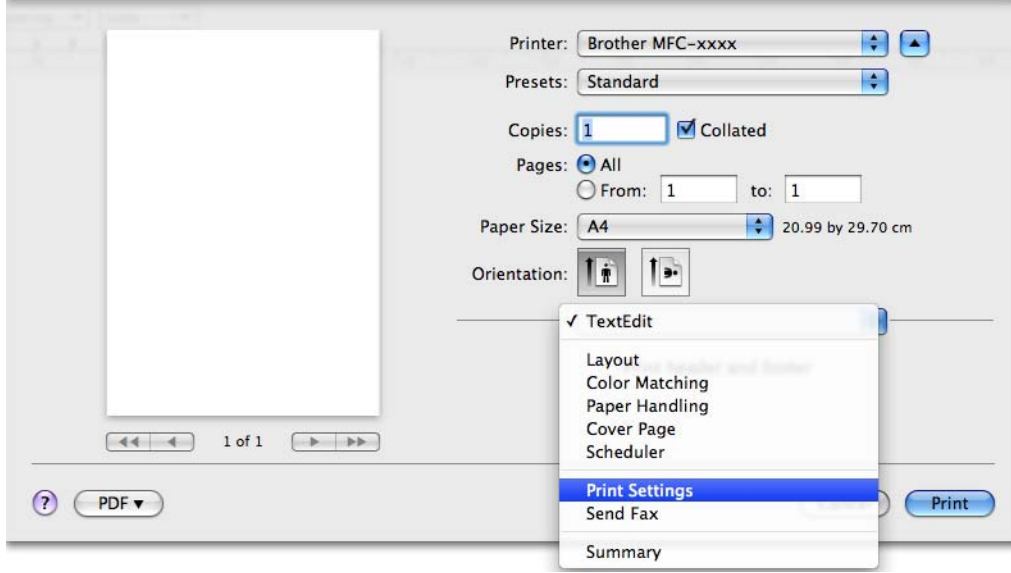 Printer: Brother MFC-xxxx
Presets: Standard
Copies: 1 Collated
Pages: All
From: 1 to: 1
Paper Size: A4 20.99 by 29.70 cm
Orientation:
✓ TextEdit
Layout
Color Matching
Paper Handling
Cover Page
Scheduler
Print Settings
Send Fax
Summary
1 of 1
? PDF ▾ Print